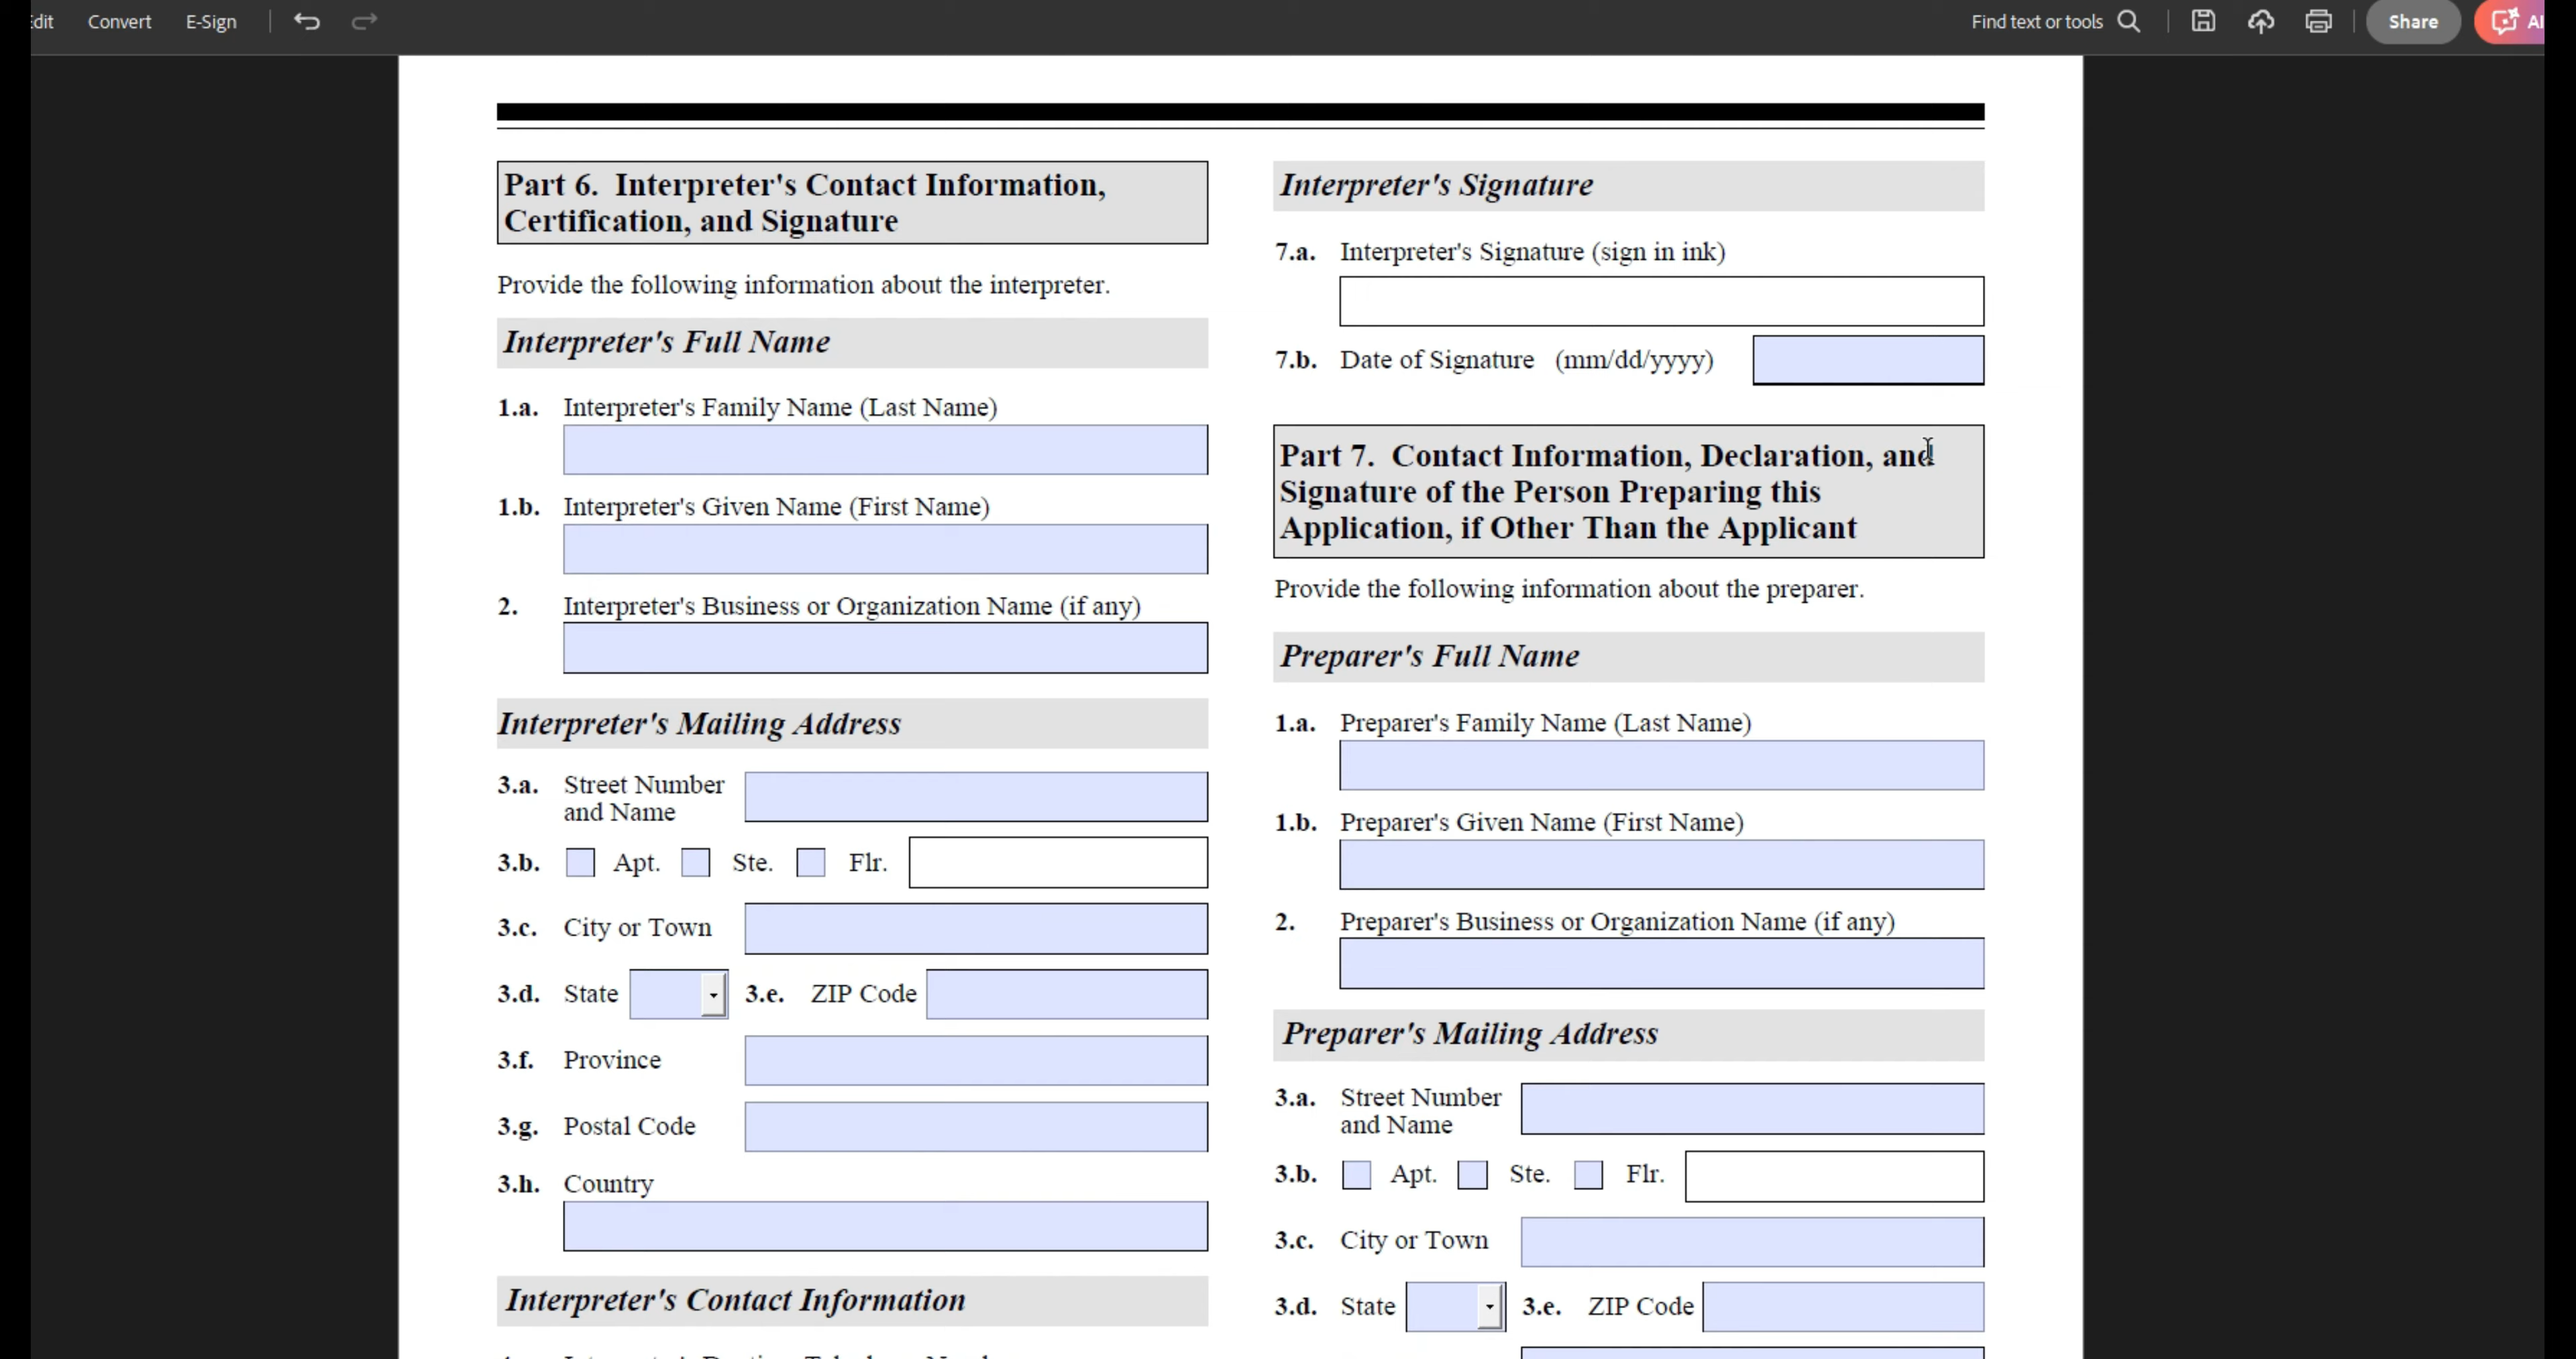 Convert
E-Sign
Find text or tools
Share
Part 6. Interpreter's Contact Information,
Certification, and Signature
Provide the following information about the interpreter.
Interpreter's Full Name
1.a. Interpreter's Family Name (Last Name)
1.b. Interpreter's Given Name (First Name)
2. Interpreter's Business or Organization Name (if any)
Interpreter's Mailing Address
3.a. Street Number
and Name
3.b. Apt. Ste. Flr.
3.c. City or Town
3.d. State 3.e. ZIP Code
3.f. Province
3.g. Postal Code
3.h. Country
Interpreter's Contact Information
Interpreter's Signature
7.a. Interpreter's Signature (sign in ink)
7.b. Date of Signature (mm/dd/yyyy)
Part 7. Contact Information, Declaration, and
Signature of the Person Preparing this
Application, if Other Than the Applicant
Provide the following information about the preparer.
Preparer's Full Name
1.a. Preparer's Family Name (Last Name)
1.b. Preparer's Given Name (First Name)
2. Preparer's Business or Organization Name (if any)
Preparer's Mailing Address
3.a. Street Number
and Name
3.b. Apt. Ste. Flr.
3.c. City or Town
3.d. State 3.e. ZIP Code